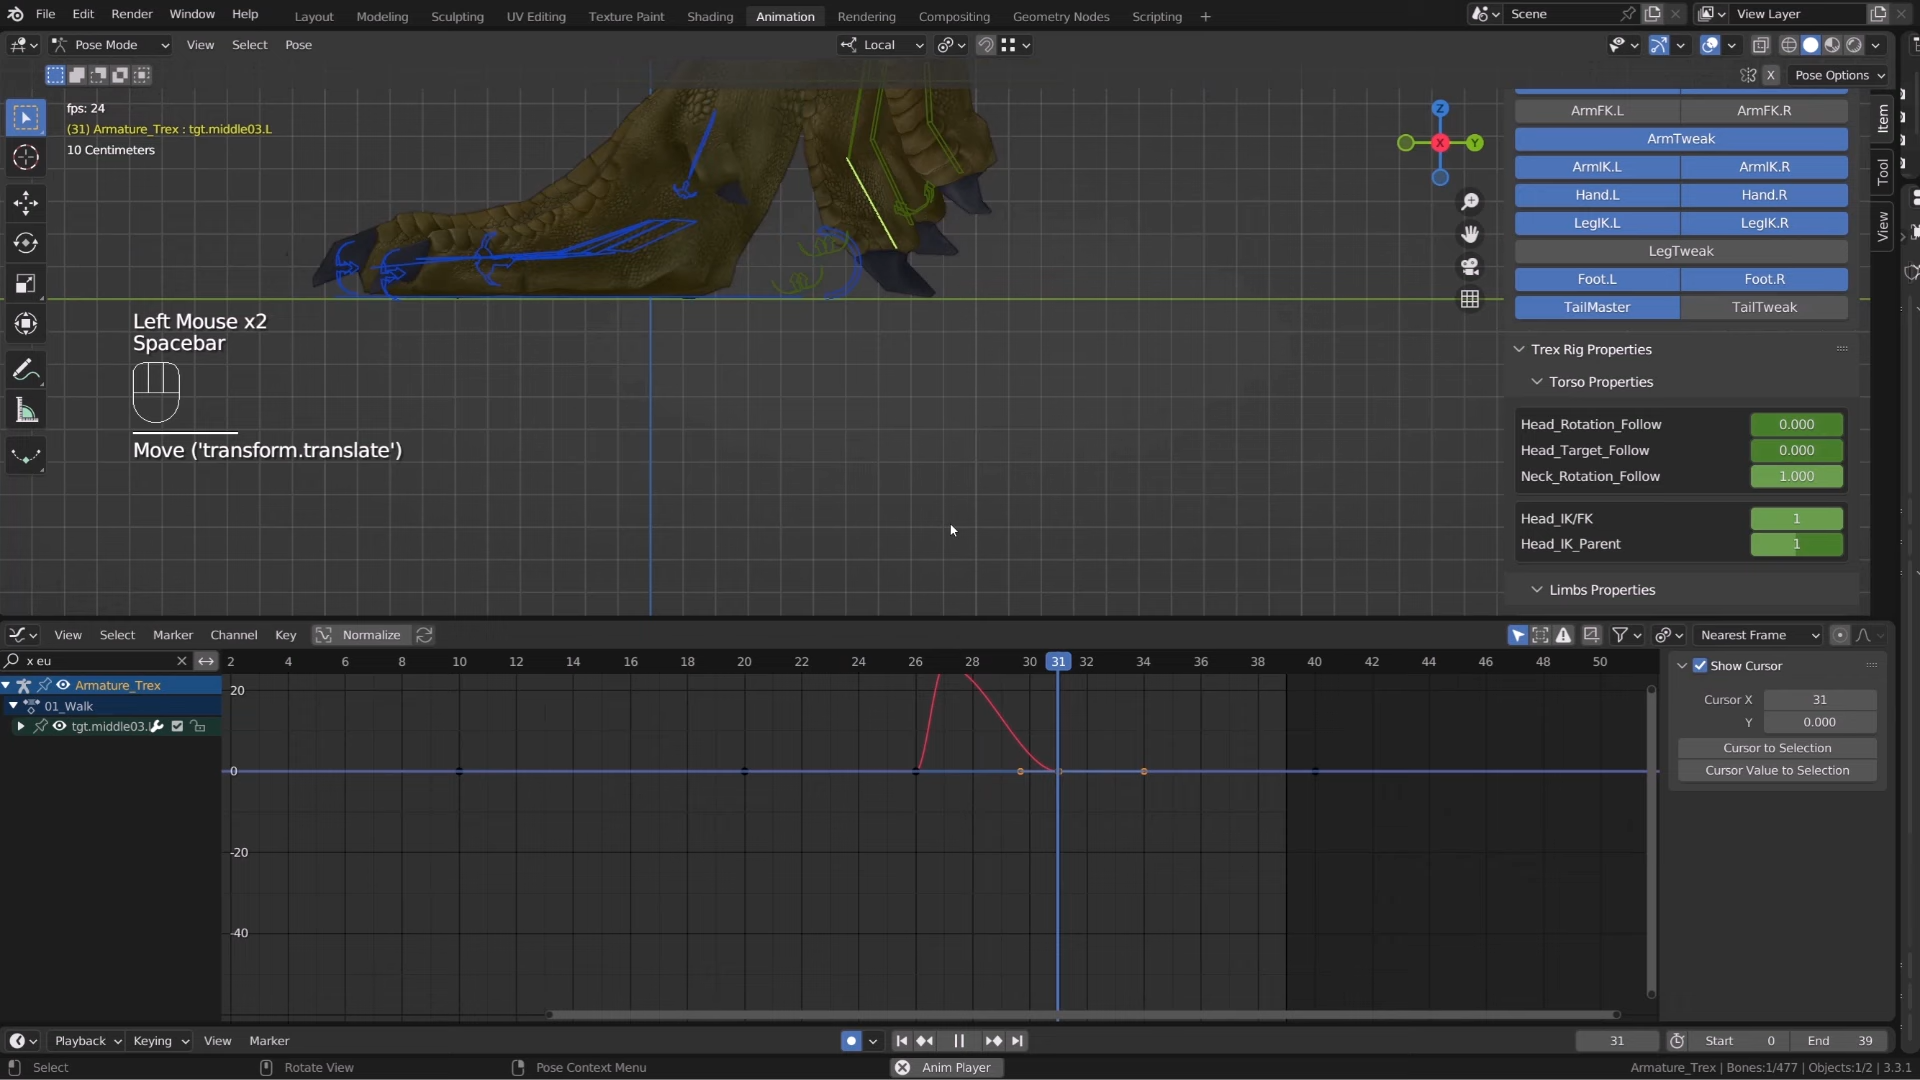 File Edit Render Window Help Layout Modeling Sculpting UV Editing Texture Paint Shading Animation Rendering Compositing Geometry Nodes Scripting + Scene View Layer
Pose Mode View Select Pose Local
X Pose Options
fps: 24
(31) Armature_Trex : tgt.middle03.L
10 Centimeters
Z
Y
X
ArmFK.L ArmFK.R
ArmTweak
ArmIK.L ArmIK.R
Hand.L Hand.R
LegIK.L LegIK.R
LegTweak
Foot.L Foot.R
TailMaster TailTweak
Item
Tool
View
Left Mouse x2
Spacebar
Move ('transform.translate')
Trex Rig Properties
Torso Properties
Head_Rotation_Follow 0.000
Head_Target_Follow 0.000
Neck_Rotation_Follow 1.000
Head_IK/FK 1
Head_IK_Parent 1
Limbs Properties
View Select Marker Channel Key Normalize Nearest Frame
x eu
2 4 6 8 10 12 14 16 18 20 22 24 26 28 30 31 32 34 36 38 40 42 44 46 48 50
Armature_Trex
01_Walk
tgt.middle03.
20
0
-20
-40
Show Cursor
Cursor X 31
Y 0.000
Cursor to Selection
Cursor Value to Selection
Playback Keying View Marker 31 Start 0 End 39
Select Rotate View Pose Context Menu Anim Player Armature_Trex | Bones:1/477 | Objects:1/2 | 3.3.1